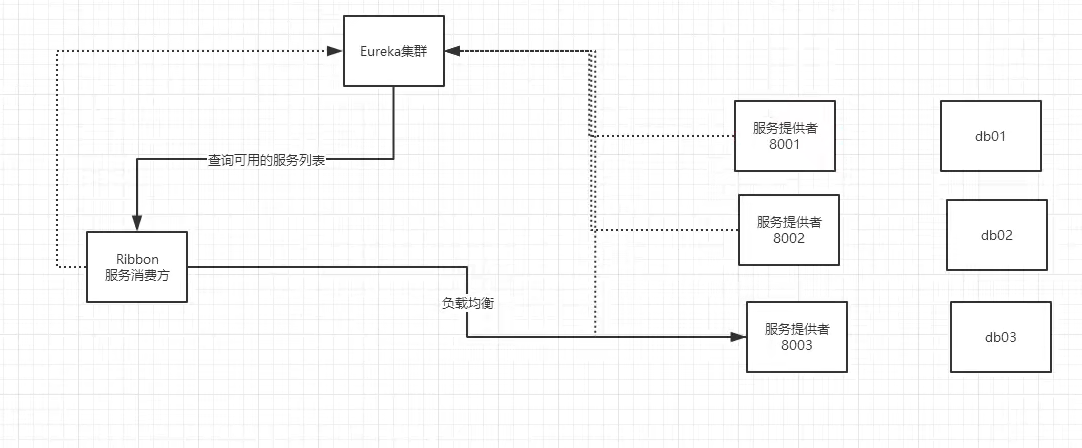 Eureka集群
服务提供者
8001
db01
查询可用的服务列表
服务提供者
8002
db02
Ribbon
服务消费方
负载均衡
服务提供者
8003
db03